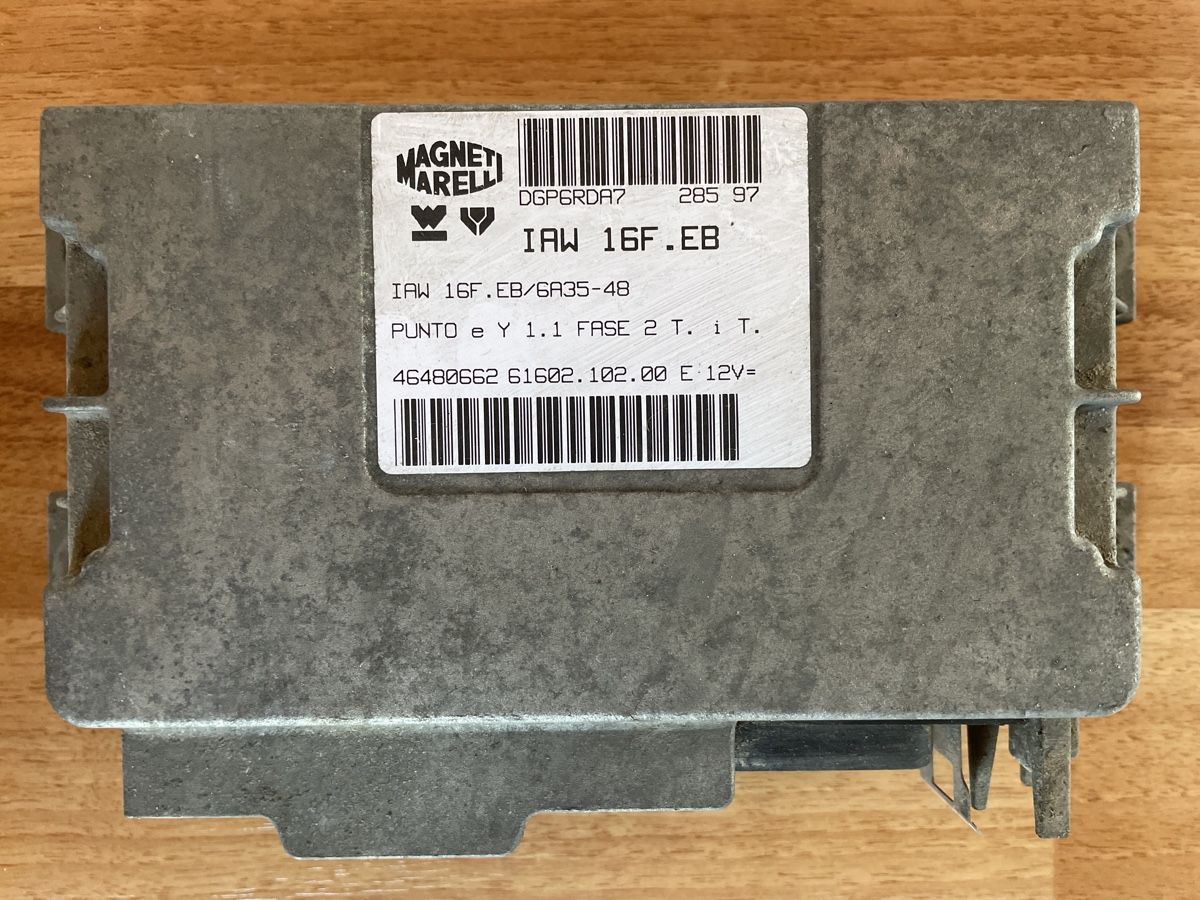 MAGNETI
MARELLI
DGP6RDA7 285 97
IAW 16F.EB
IAW 16F.EB/6A35-48
PUNTO e Y 1.1 FASE 2 T. i T.
46480662 61602.102.00 E 12V=